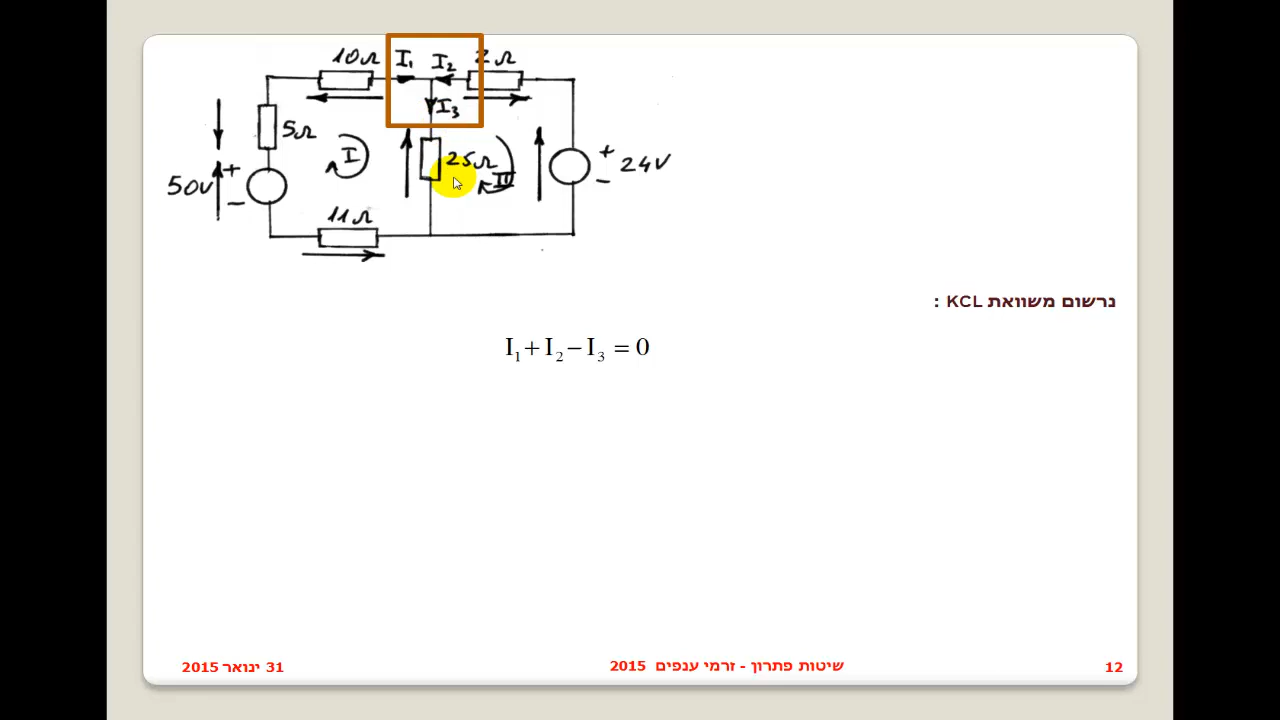 10Ω I₁ I₂ 2Ω
I₃
5Ω I 25Ω II
50V + - + - 24V
11Ω
נרשום משוואת KCL :
I₁ + I₂ − I₃ = 0
31 ינואר 2015
שיטות פתרון - זרמי ענפים 2015
12